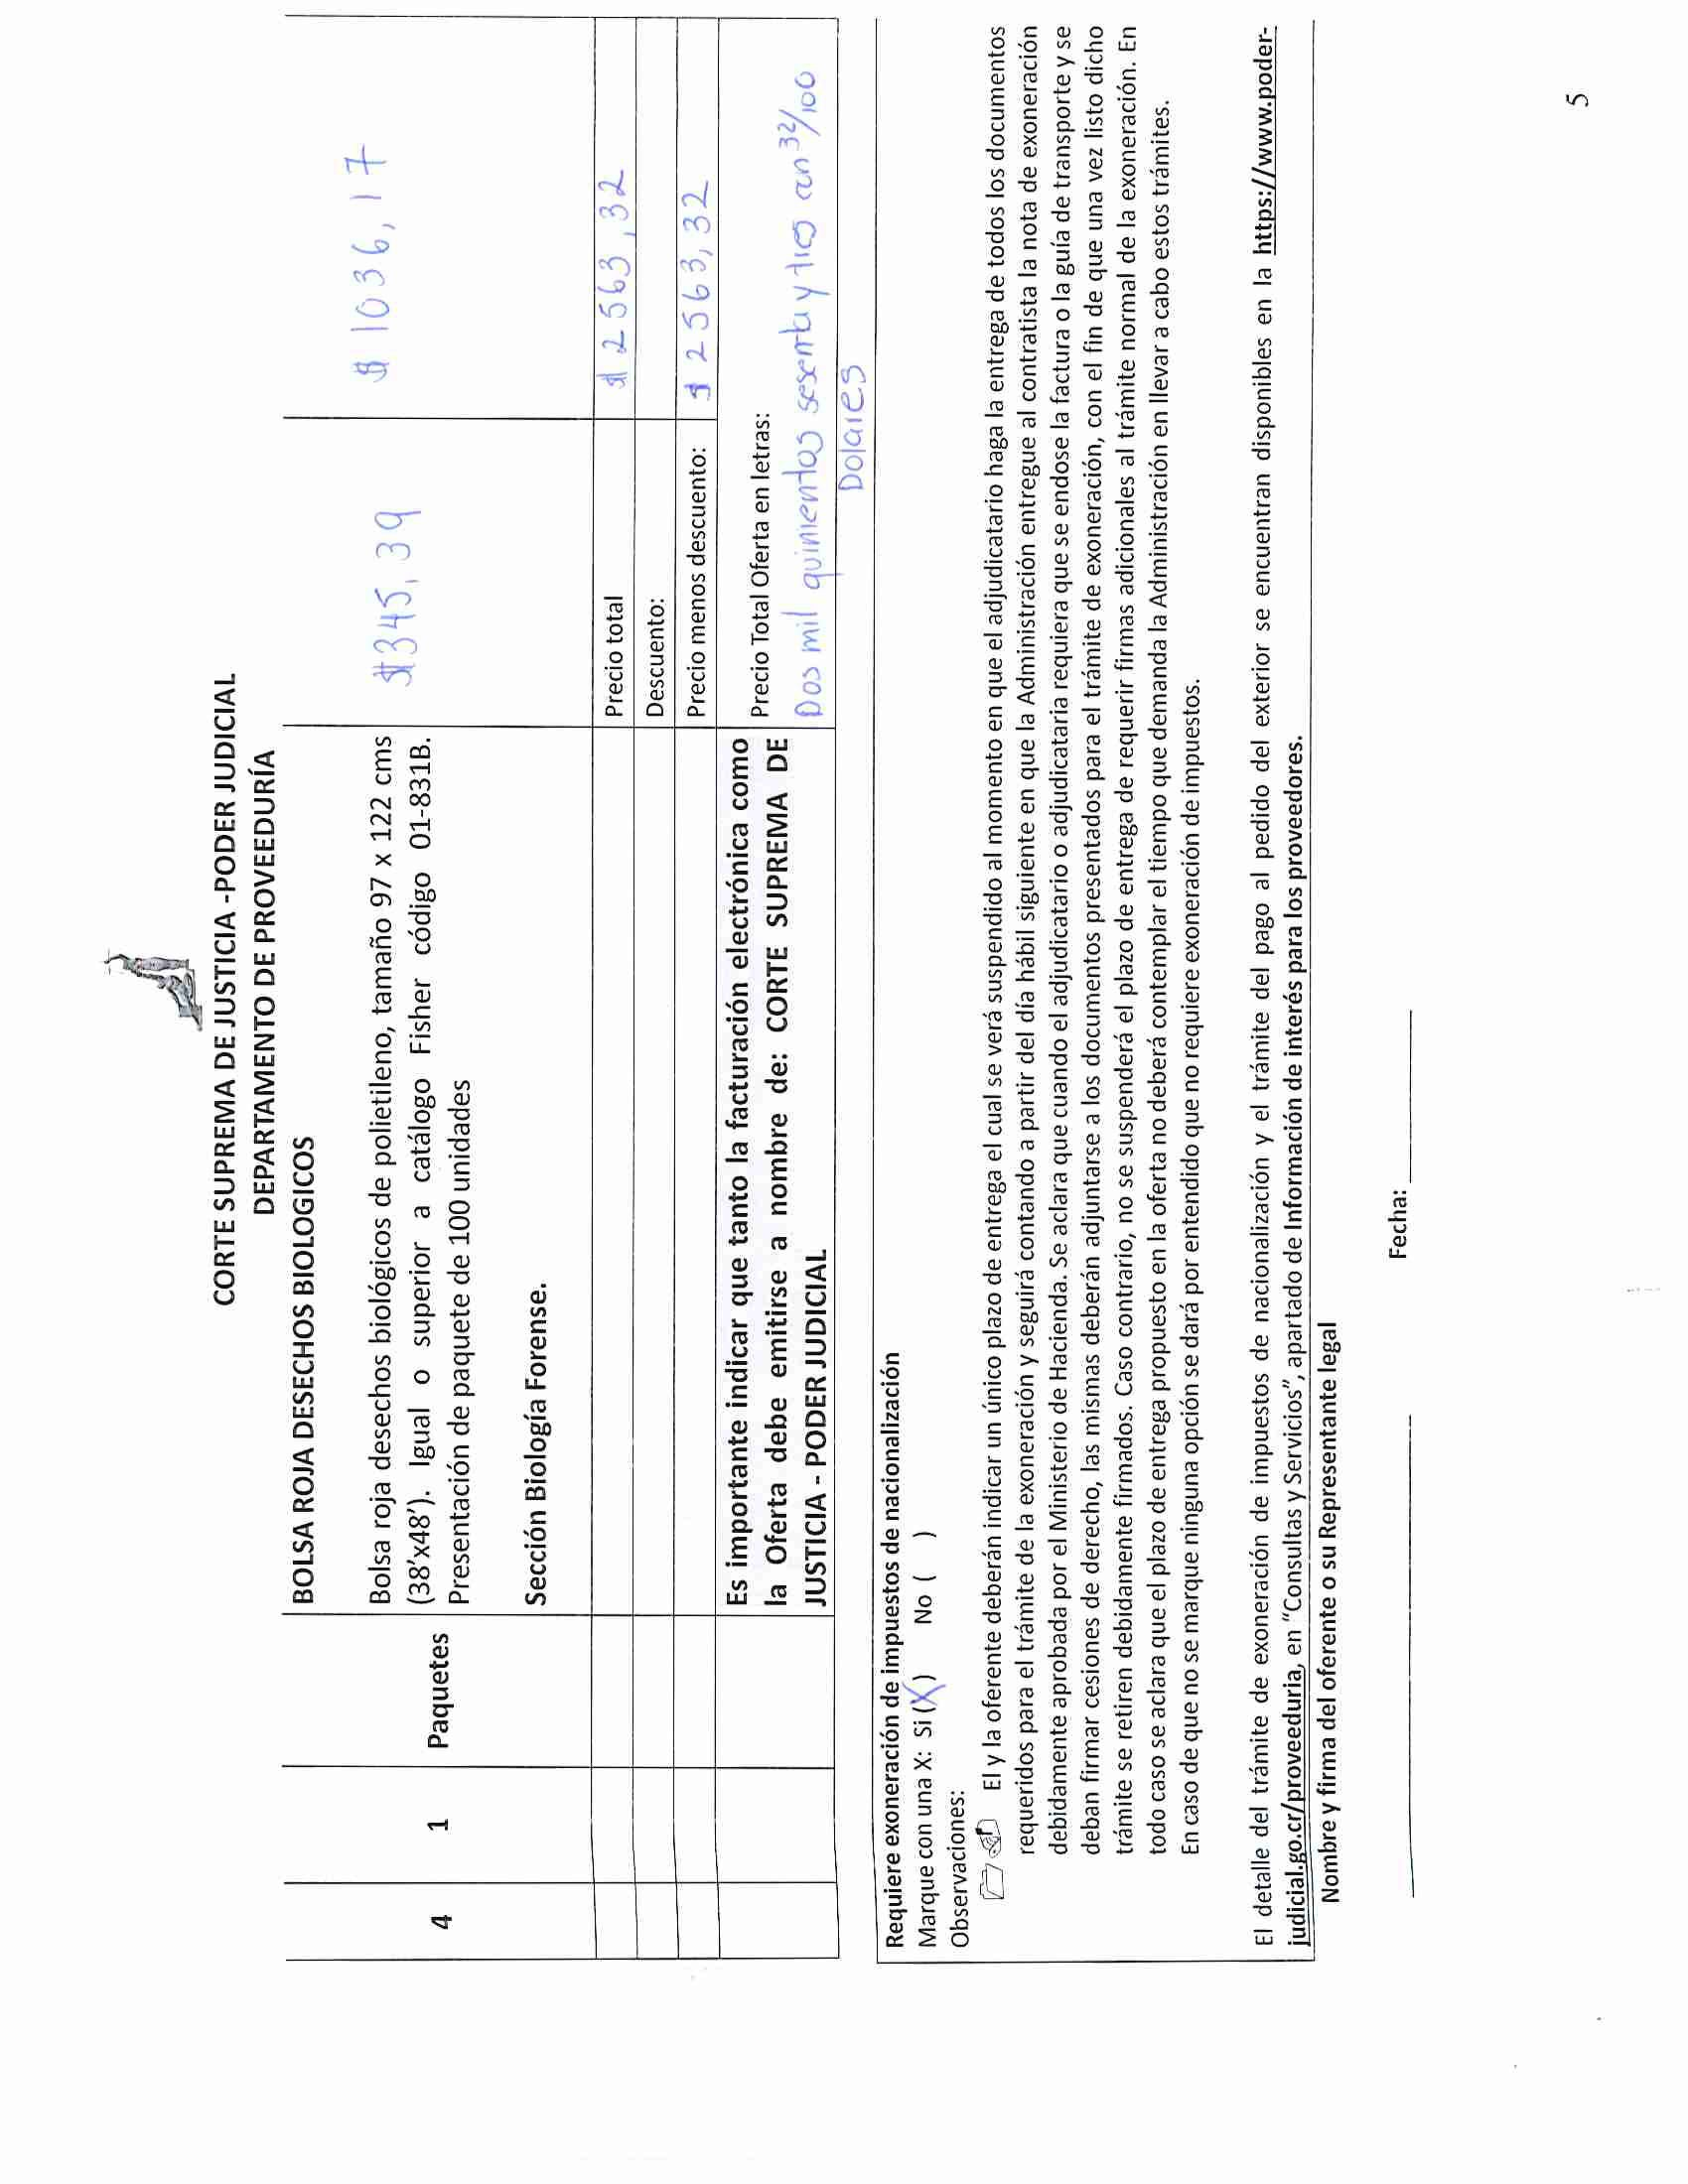 CORTE SUPREMA DE JUSTICIA -PODER JUDICIAL
DEPARTAMENTO DE PROVEEDURÍA
4
1
Paquetes
BOLSA ROJA DESECHOS BIOLOGICOS
Bolsa roja desechos biológicos de polietileno, tamaño 97 x 122 cms
(38'x48'). Igual o superior a catálogo Fisher código 01-831B.
Presentación de paquete de 100 unidades
Sección Biología Forense.
$345,39
$ 1036,17
Precio total
$ 2563,32
Descuento:
Precio menos descuento:
$ 2563,32
Es importante indicar que tanto la facturación electrónica como
la Oferta debe emitirse a nombre de: CORTE SUPREMA DE
JUSTICIA - PODER JUDICIAL
Precio Total Oferta en letras:
Dos mil quinientos sesenta y tres con 32/100
Dolares
Requiere exoneración de impuestos de nacionalización
Marque con una X: Si (X) No ( )
Observaciones:
El y la oferente deberán indicar un único plazo de entrega el cual se verá suspendido al momento en que el adjudicatario haga la entrega de todos los documentos
requeridos para el trámite de la exoneración y seguirá contando a partir del día hábil siguiente en que la Administración entregue al contratista la nota de exoneración
debidamente aprobada por el Ministerio de Hacienda. Se aclara que cuando el adjudicatario o adjudicataria requiera que se endose la factura o la guía de transporte y se
deban firmar cesiones de derecho, las mismas deberán adjuntarse a los documentos presentados para el trámite de exoneración, con el fin de que una vez listo dicho
trámite se retiren debidamente firmados. Caso contrario, no se suspenderá el plazo de entrega de requerir firmas adicionales al trámite normal de la exoneración. En
todo caso se aclara que el plazo de entrega propuesto en la oferta no deberá contemplar el tiempo que demanda la Administración en llevar a cabo estos trámites.
En caso de que no se marque ninguna opción se dará por entendido que no requiere exoneración de impuestos.
El detalle del trámite de exoneración de impuestos de nacionalización y el trámite del pago al pedido del exterior se encuentran disponibles en la https://www.poder-
judicial.go.cr/proveeduria, en "Consultas y Servicios", apartado de Información de interés para los proveedores.
Nombre y firma del oferente o su Representante legal
Fecha:
5